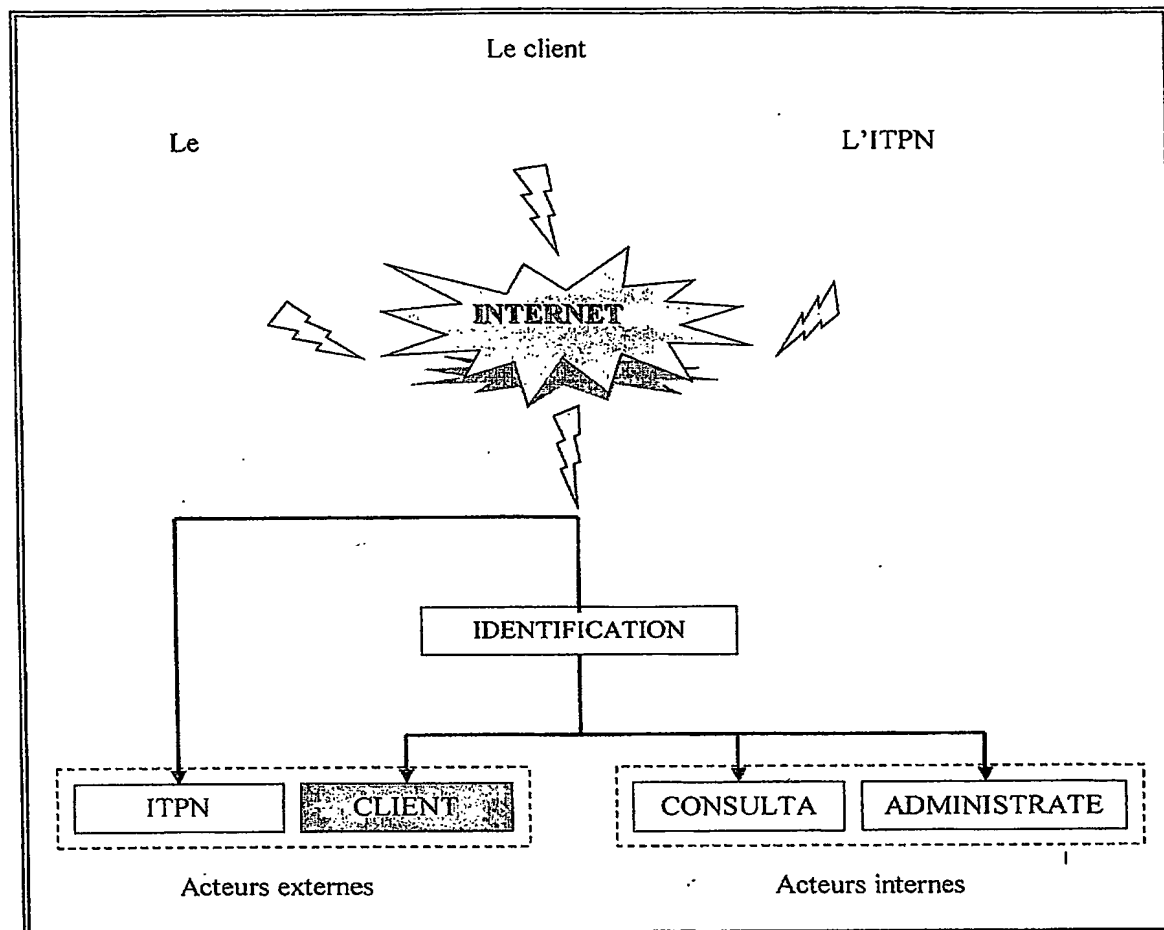 Le client
Le
L'ITPN
INTERNET
IDENTIFICATION
ITPN
CLIENT
CONSULTA
ADMINISTRATE
Acteurs externes
Acteurs internes